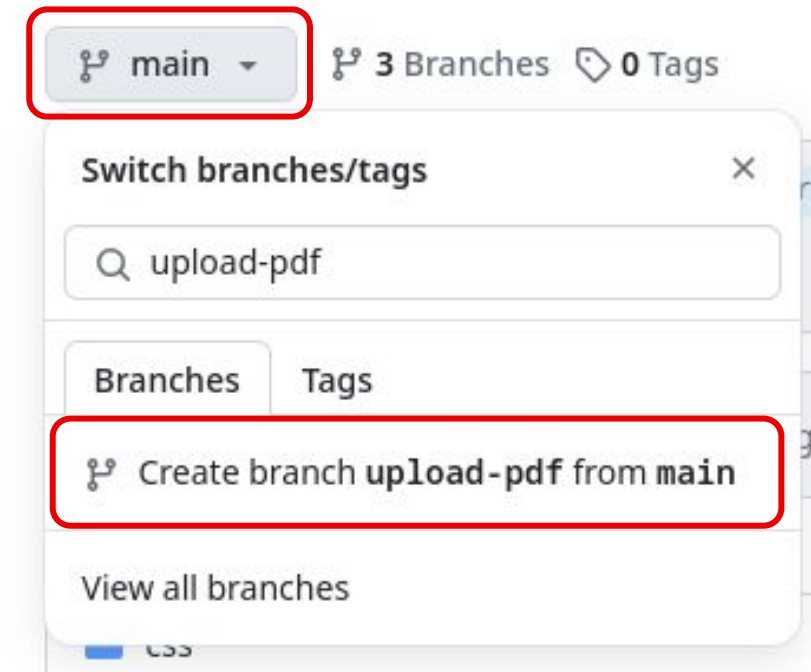 main 3 Branches 0 Tags
Switch branches/tags
upload-pdf
Branches Tags
Create branch upload-pdf from main
View all branches
css